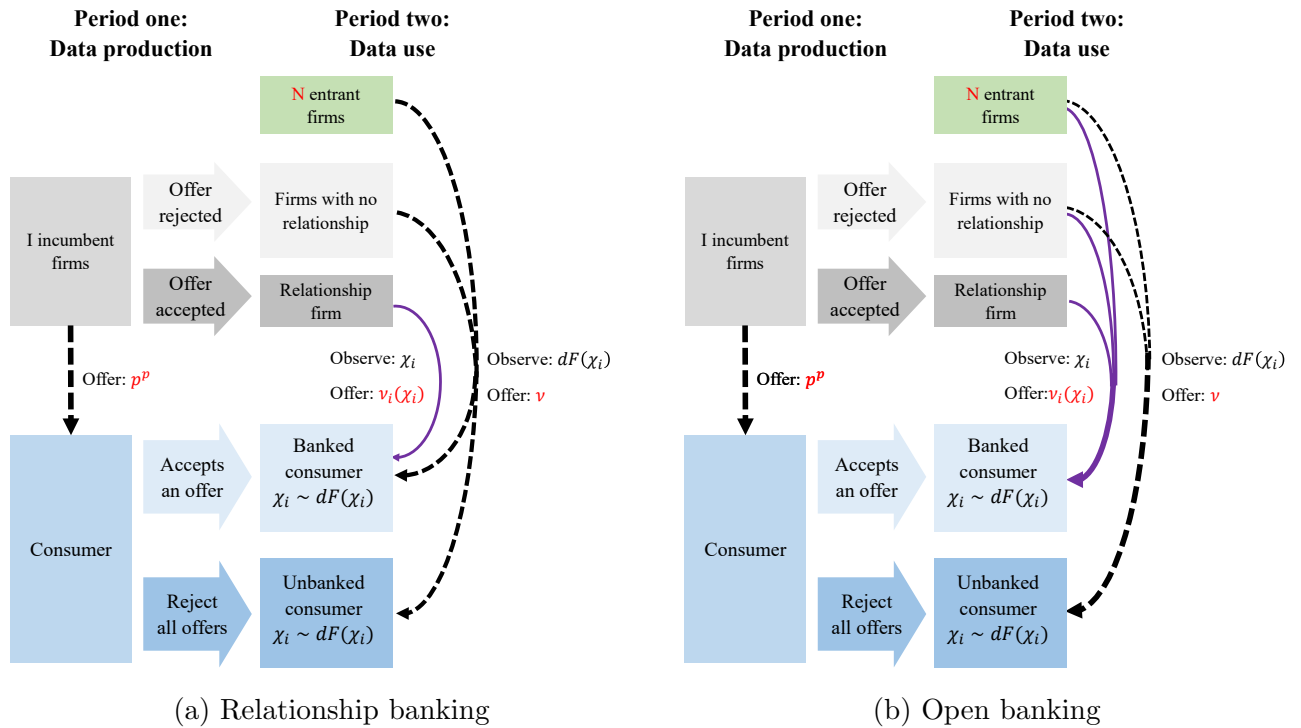 Period one:
Data production
Period two:
Data use
N entrant
firms
I incumbent
firms
Offer
rejected
Firms with no
relationship
Offer
accepted
Relationship
firm
Offer: p^p
Observe: χ_i
Offer: ν_i(χ_i)
Observe: dF(χ_i)
Offer: ν
Consumer
Accepts
an offer
Banked
consumer
χ_i ~ dF(χ_i)
Reject
all offers
Unbanked
consumer
χ_i ~ dF(χ_i)
(a) Relationship banking
Period one:
Data production
Period two:
Data use
N entrant
firms
I incumbent
firms
Offer
rejected
Firms with no
relationship
Offer
accepted
Relationship
firm
Offer: p^p
Observe: χ_i
Offer:ν_i(χ_i)
Observe: dF(χ_i)
Offer: ν
Consumer
Accepts
an offer
Banked
consumer
χ_i ~ dF(χ_i)
Reject
all offers
Unbanked
consumer
χ_i ~ dF(χ_i)
(b) Open banking